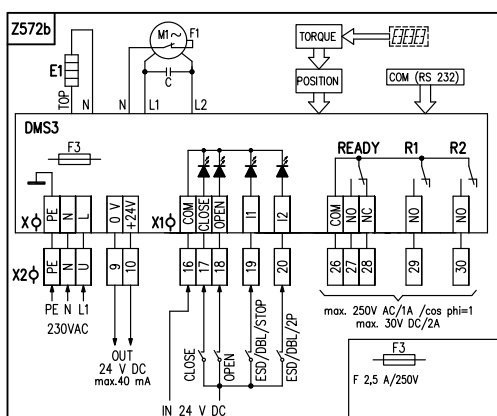 Z572b
M1~
F1
TORQUE
E1
C
POSITION
COM (RS 232)
TOP
N
N
L1
L2
DMS3
F3
READY
R1
R2
X
PE
N
L
0 V
+24V
X1
COM
CLOSE
OPEN
I1
I2
COM
NO
NC
NO
NO
X2
PE
N
U
9
10
16
17
18
19
20
26
27
28
29
30
PE
N
L1
230VAC
OUT
24 V DC
max.40 mA
CLOSE
OPEN
ESD/DBL/STOP
ESD/DBL/2P
IN 24 V DC
max. 250V AC/1A /cos phi=1
max. 30V DC/2A
F3
F 2,5 A/250V